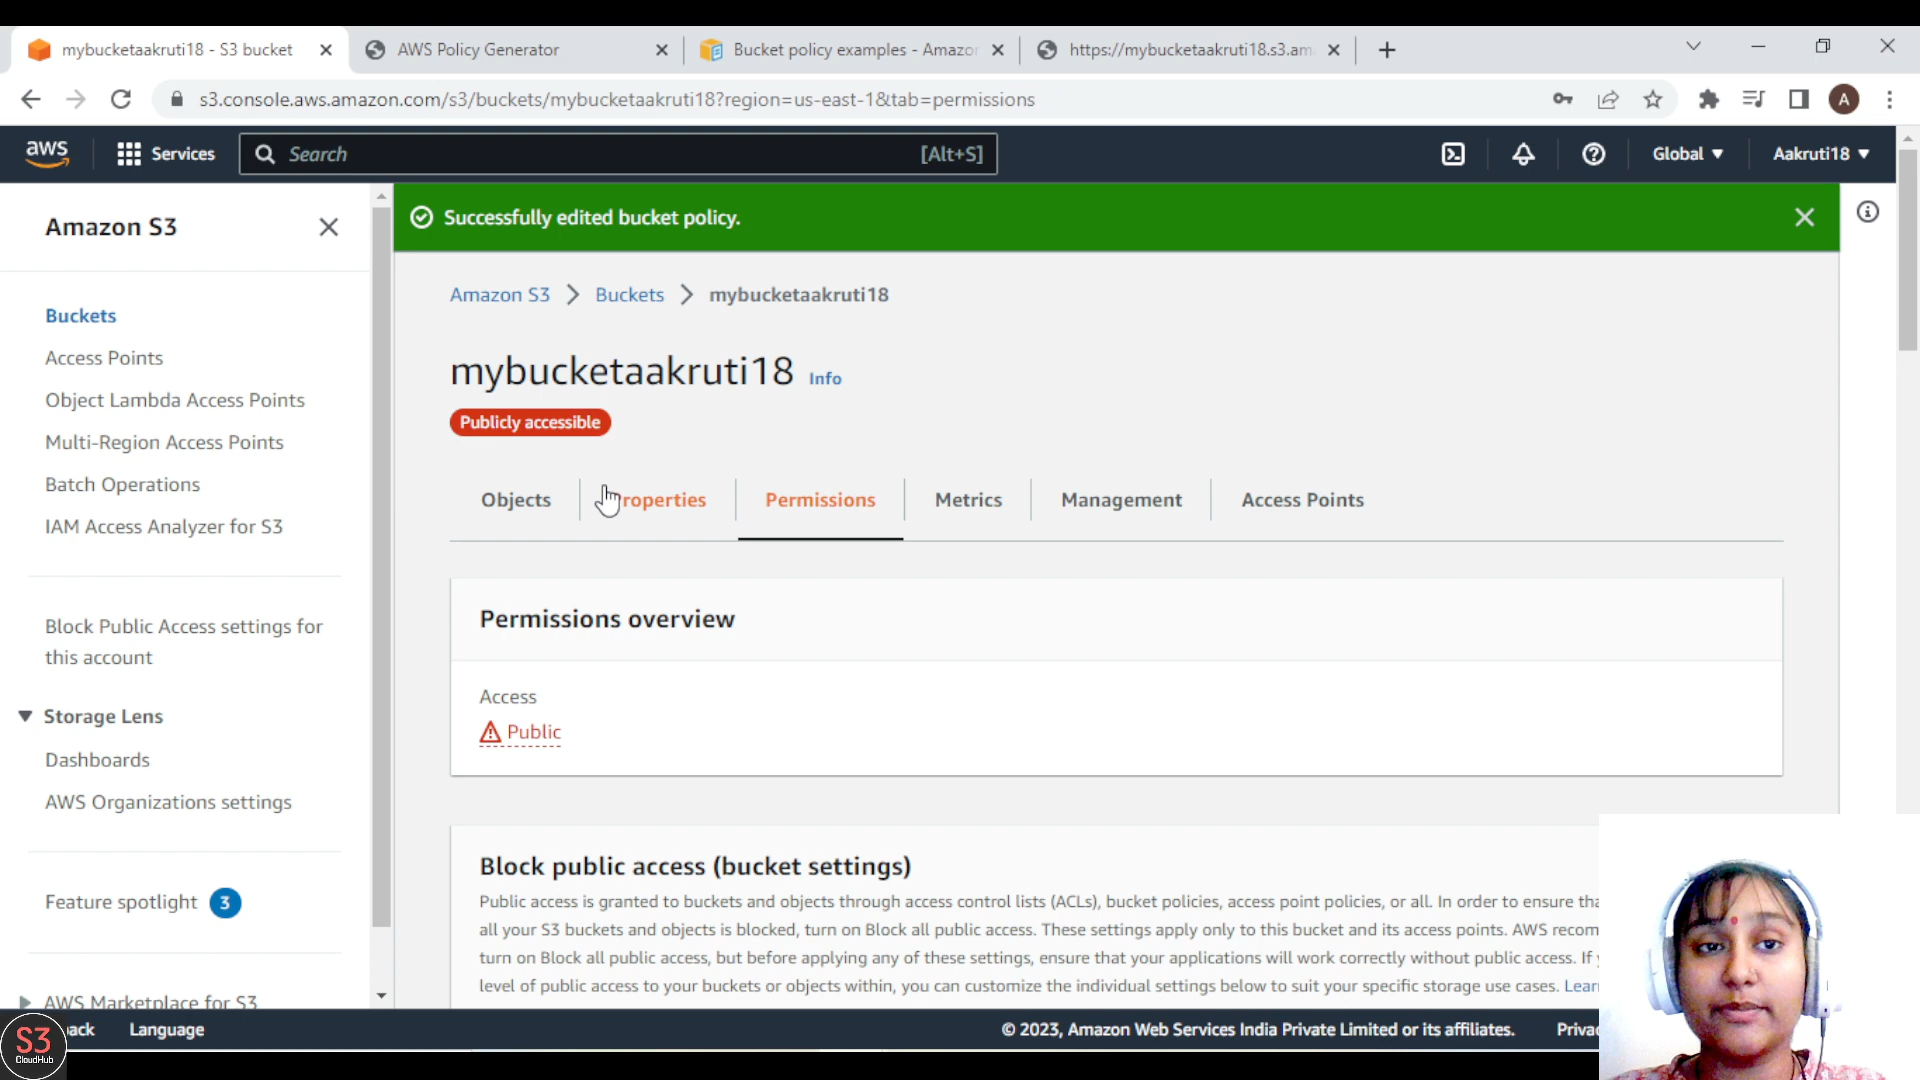 mybucketaakruti18 - S3 bucket
AWS Policy Generator
Bucket policy examples - Amazon
https://mybucketaakruti18.s3.am
s3.console.aws.amazon.com/s3/buckets/mybucketaakruti18?region=us-east-1&tab=permissions
A
aws
Services
Search
[Alt+S]
Global
Aakruti18
Amazon S3
Buckets
Access Points
Object Lambda Access Points
Multi-Region Access Points
Batch Operations
IAM Access Analyzer for S3
Block Public Access settings for
this account
Storage Lens
Dashboards
AWS Organizations settings
Feature spotlight 3
AWS Marketplace for S3
Successfully edited bucket policy.
Amazon S3 > Buckets > mybucketaakruti18
mybucketaakruti18 Info
Publicly accessible
Objects
roperties
Permissions
Metrics
Management
Access Points
Permissions overview
Access
Public
Block public access (bucket settings)
Public access is granted to buckets and objects through access control lists (ACLs), bucket policies, access point policies, or all. In order to ensure tha
all your S3 buckets and objects is blocked, turn on Block all public access. These settings apply only to this bucket and its access points. AWS recom
turn on Block all public access, but before applying any of these settings, ensure that your applications will work correctly without public access. If
level of public access to your buckets or objects within, you can customize the individual settings below to suit your specific storage use cases. Lear
S3
CloudHub
ack
Language
© 2023, Amazon Web Services India Private Limited or its affiliates.
Priva